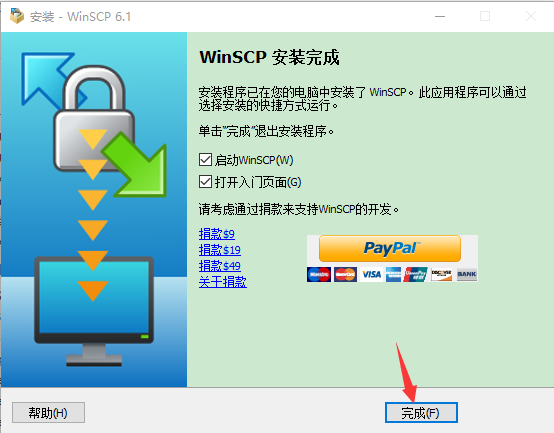 安装 - WinSCP 6.1
WinSCP 安装完成
安装程序已在您的电脑中安装了 WinSCP。此应用程序可以通过
选择安装的快捷方式运行。
单击"完成"退出安装程序。
启动WinSCP(W)
打开入门页面(G)
请考虑通过捐款来支持WinSCP的开发。
捐款$9
捐款$19
捐款$49
关于捐款
PayPal
Maestro MasterCard VISA UnionPay DISCOVER BANK
帮助(H)
完成(F)